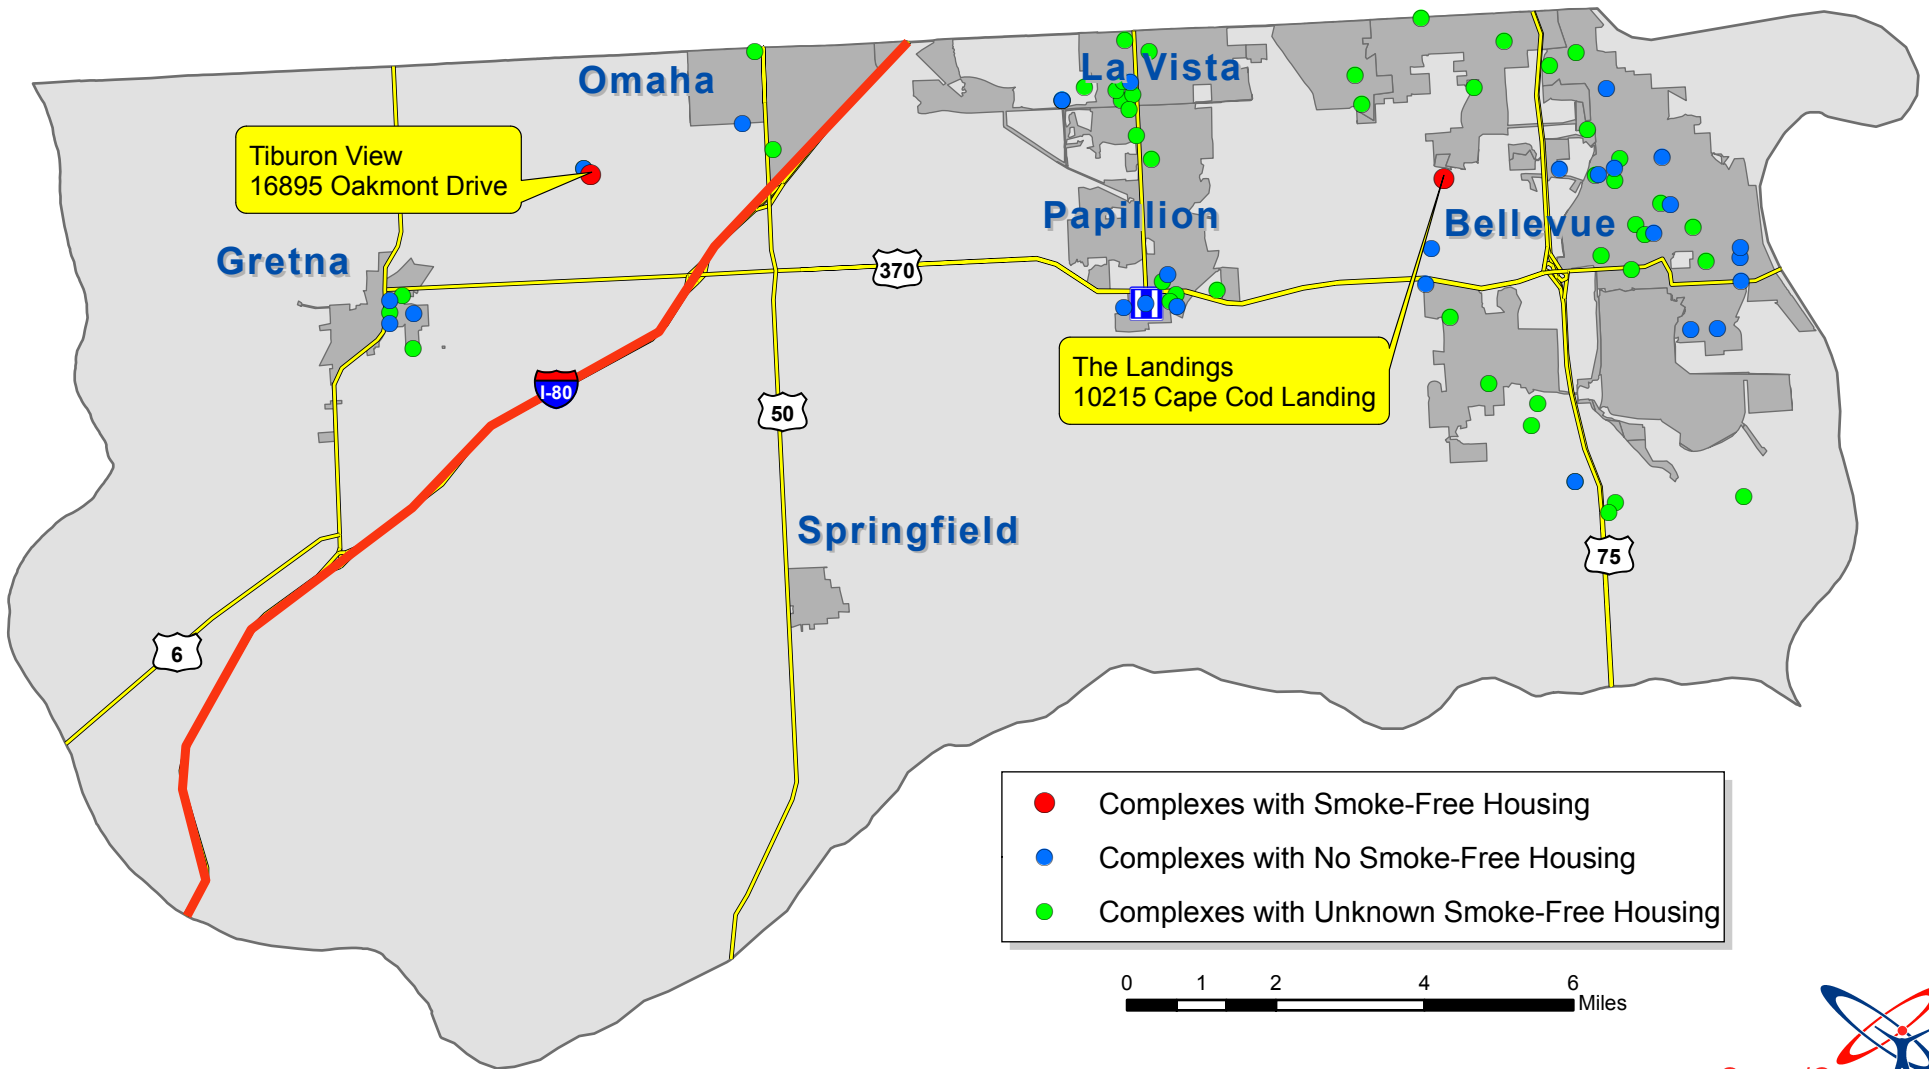 Omaha
La Vista
Tiburon View
16895 Oakmont Drive
Papillion
Bellevue
Gretna
370
The Landings
10215 Cape Cod Landing
I-80
50
Springfield
75
6
Complexes with Smoke-Free Housing
Complexes with No Smoke-Free Housing
Complexes with Unknown Smoke-Free Housing
0 1 2 4 6
Miles